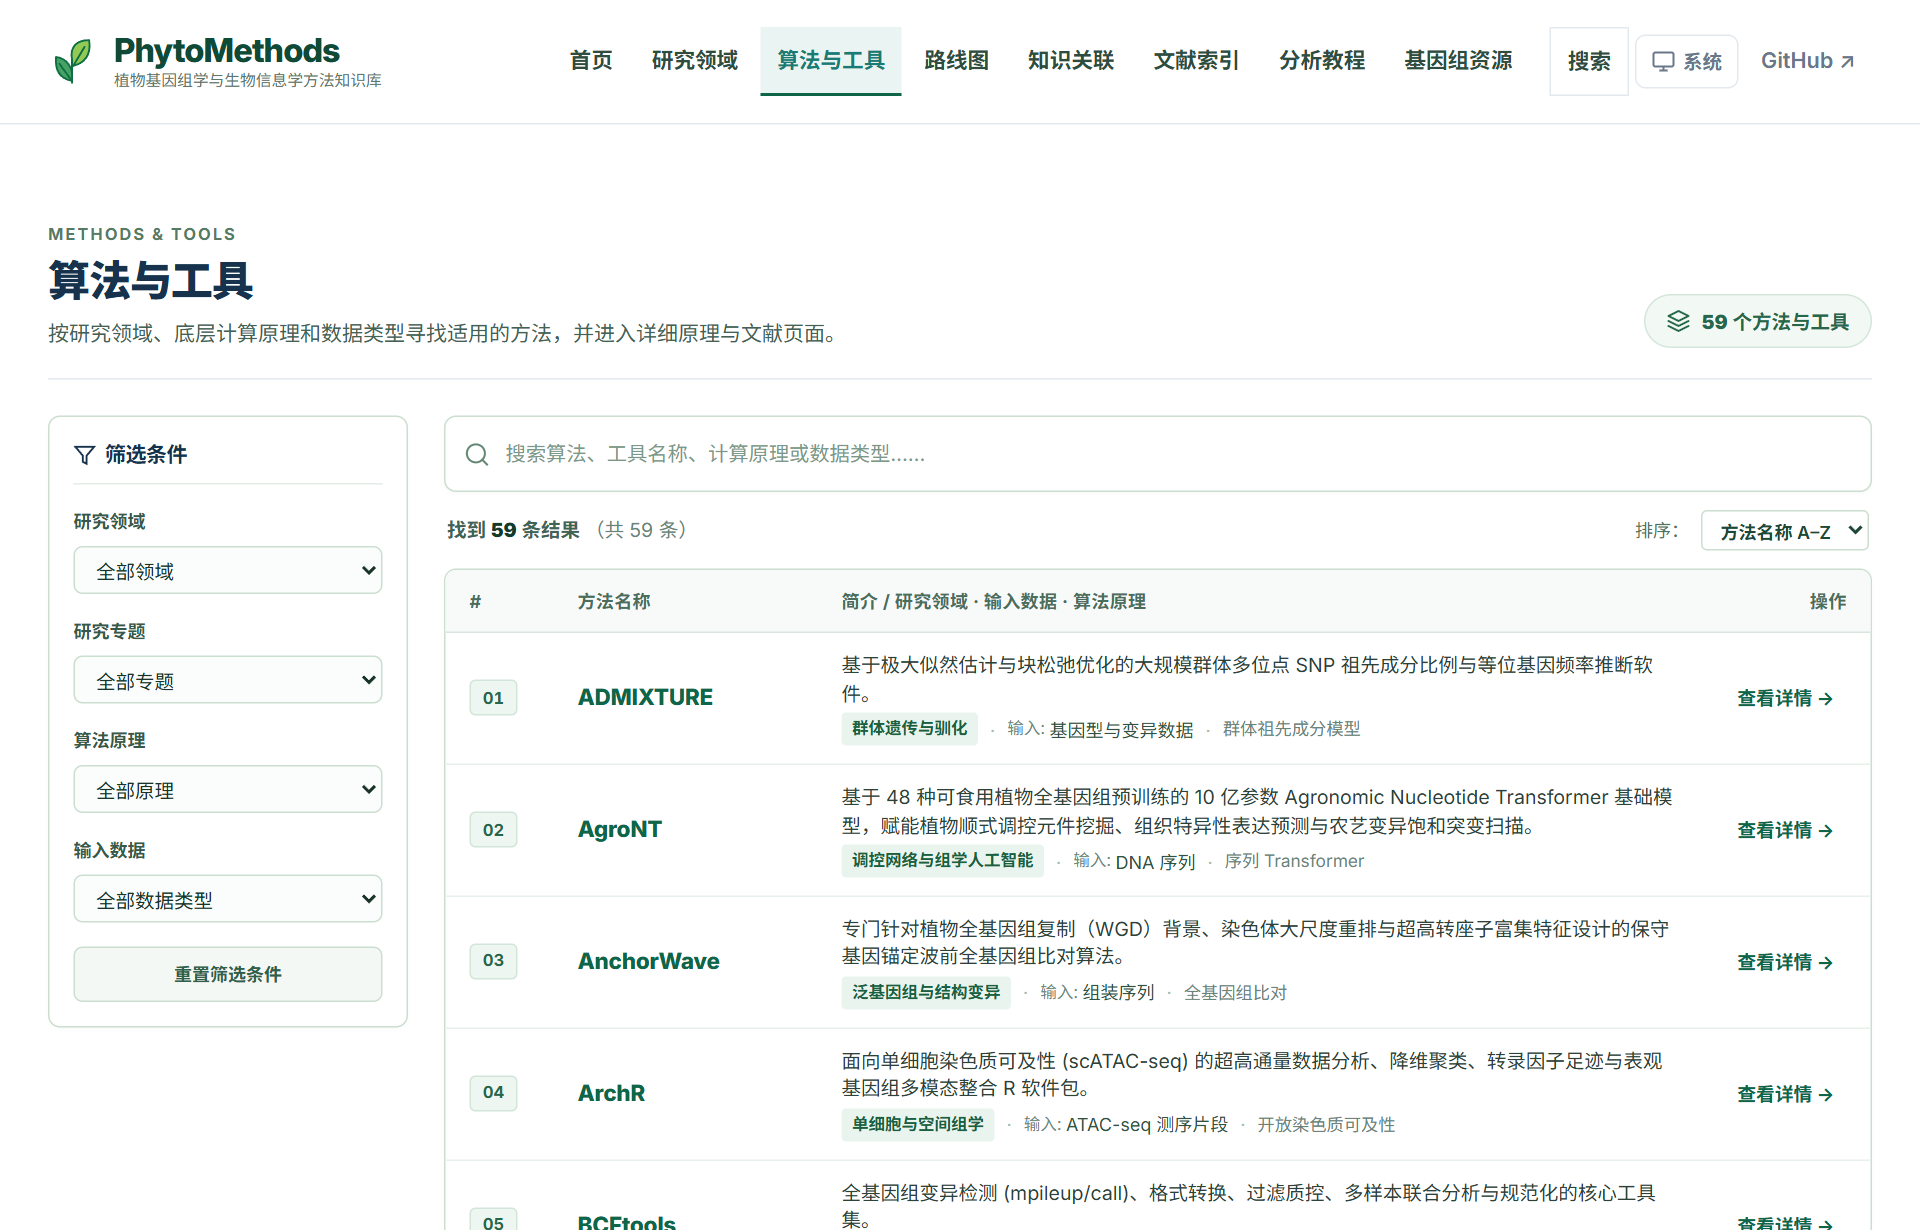 PhytoMethods
植物基因组学与生物信息学方法知识库
首页
研究领域
算法与工具
路线图
知识关联
文献索引
分析教程
基因组资源
搜索
系统
GitHub ↗
METHODS & TOOLS
算法与工具
按研究领域、底层计算原理和数据类型寻找适用的方法，并进入详细原理与文献页面。
59 个方法与工具
筛选条件
研究领域
全部领域
研究专题
全部专题
算法原理
全部原理
输入数据
全部数据类型
重置筛选条件
搜索算法、工具名称、计算原理或数据类型......
找到 59 条结果 （共 59 条）
排序：
方法名称 A–Z
# 方法名称 简介 / 研究领域 · 输入数据 · 算法原理 操作
01
ADMIXTURE
基于极大似然估计与块松弛优化的大规模群体多位点 SNP 祖先成分比例与等位基因频率推断软
件。
群体遗传与驯化 · 输入: 基因型与变异数据 · 群体祖先成分模型
查看详情 →
02
AgroNT
基于 48 种可食用植物全基因组预训练的 10 亿参数 Agronomic Nucleotide Transformer 基础模
型，赋能植物顺式调控元件挖掘、组织特异性表达预测与农艺变异饱和突变扫描。
调控网络与组学人工智能 · 输入: DNA 序列 · 序列 Transformer
查看详情 →
03
AnchorWave
专门针对植物全基因组复制（WGD）背景、染色体大尺度重排与超高转座子富集特征设计的保守
基因锚定波前全基因组比对算法。
泛基因组与结构变异 · 输入: 组装序列 · 全基因组比对
查看详情 →
04
ArchR
面向单细胞染色质可及性 (scATAC-seq) 的超高通量数据分析、降维聚类、转录因子足迹与表观
基因组多模态整合 R 软件包。
单细胞与空间组学 · 输入: ATAC-seq 测序片段 · 开放染色质可及性
查看详情 →
05
BCFtools
全基因组变异检测 (mpileup/call)、格式转换、过滤质控、多样本联合分析与规范化的核心工具
集。
查看详情 →